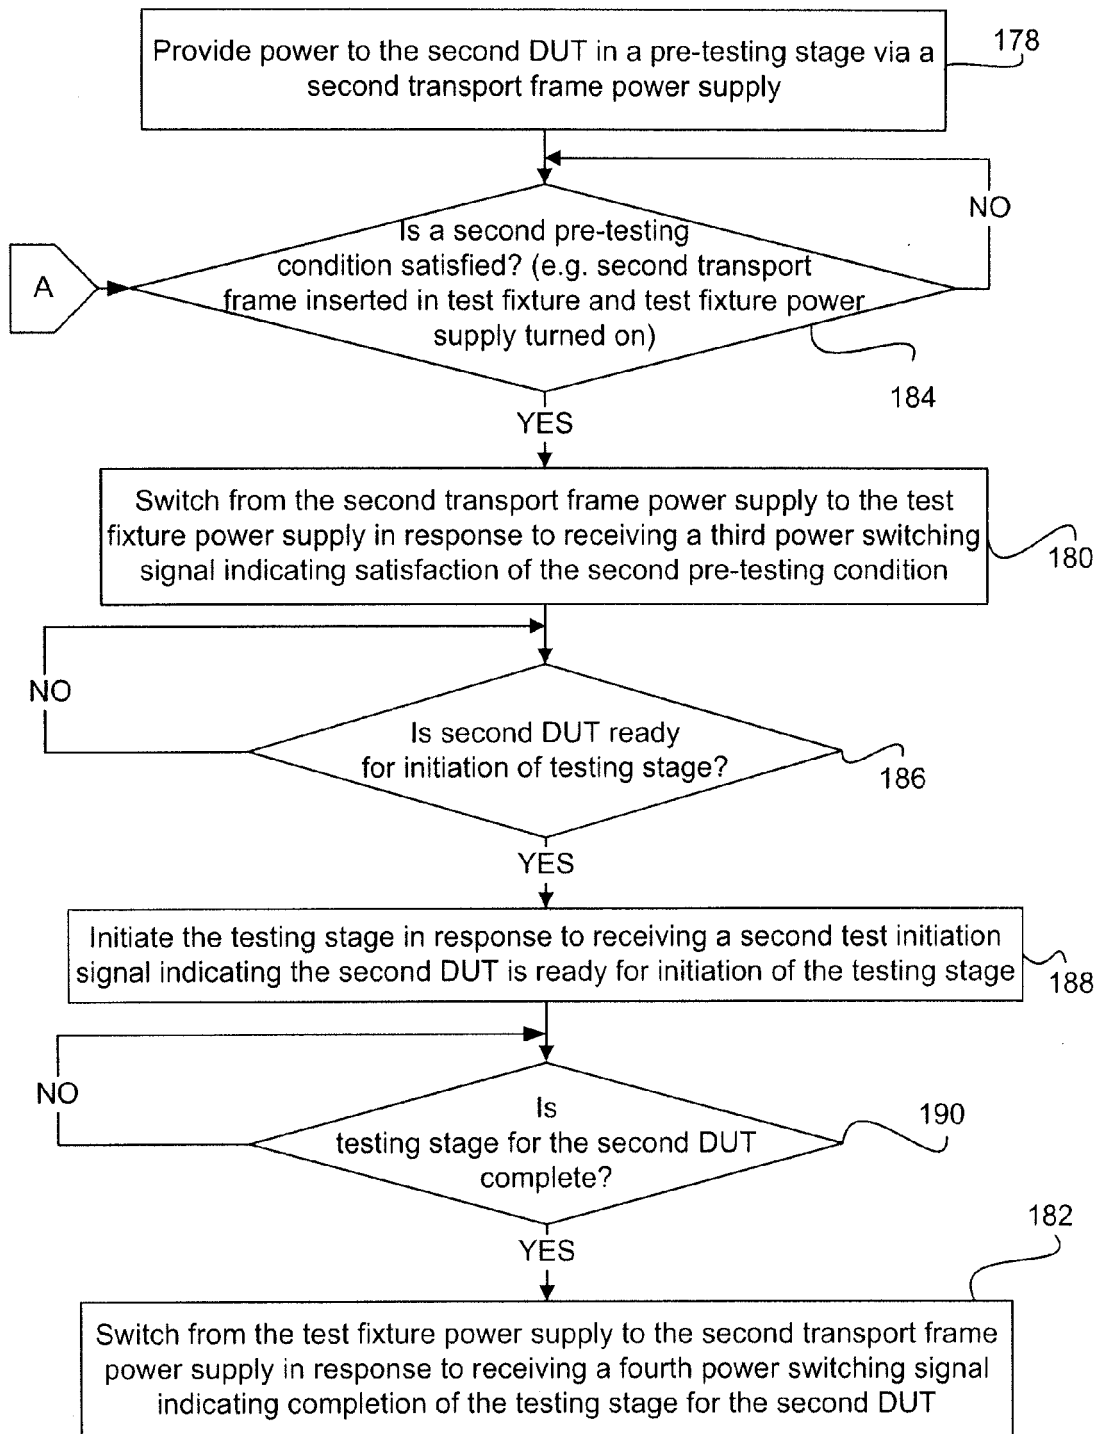 Provide power to the second DUT in a pre-testing stage via a
second transport frame power supply
178
NO
Is a second pre-testing
condition satisfied? (e.g. second transport
frame inserted in test fixture and test fixture power
supply turned on)
A
184
YES
Switch from the second transport frame power supply to the test
fixture power supply in response to receiving a third power switching
signal indicating satisfaction of the second pre-testing condition
180
NO
Is second DUT ready
for initiation of testing stage?
186
YES
Initiate the testing stage in response to receiving a second test initiation
signal indicating the second DUT is ready for initiation of the testing stage
188
NO
Is
testing stage for the second DUT
complete?
190
YES
182
Switch from the test fixture power supply to the second transport frame
power supply in response to receiving a fourth power switching signal
indicating completion of the testing stage for the second DUT